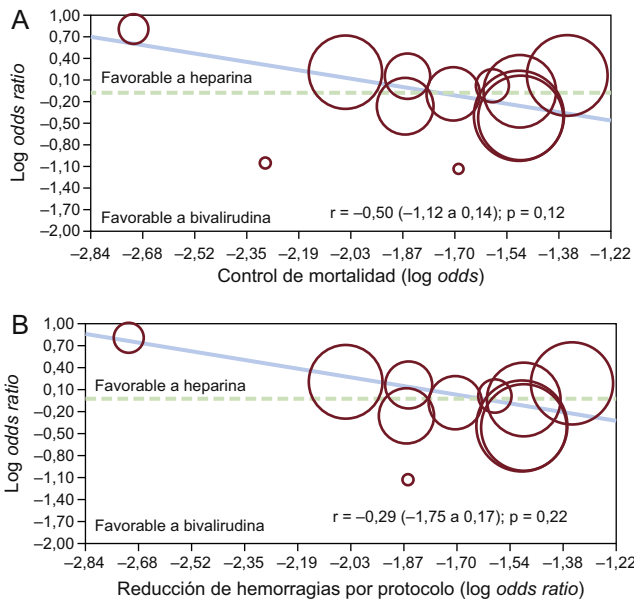 A
Log odds ratio
1,00
0,70
0,40
0,10
–0,20
–0,50
–0,80
–1,10
–1,40
–1,70
–2,00
Favorable a heparina
Favorable a bivalirudina
r = –0,50 (–1,12 a 0,14); p = 0,12
–2,84 –2,68 –2,52 –2,19 –2,03 –1,87 –1,70 –1,54 –1,38 –1,22
Control de mortalidad (log odds)
B
Log odds ratio
1,00
0,70
0,40
0,10
–0,20
–0,50
–0,80
–1,10
–1,40
–1,70
–2,00
Favorable a heparina
Favorable a bivalirudina
r = –0,29 (–1,75 a 0,17); p = 0,22
–2,84 –2,68 –2,52 –2,19 –2,03 –1,87 –1,70 –1,54 –1,38 –1,22
Reducción de hemorragias por protocolo (log odds ratio)